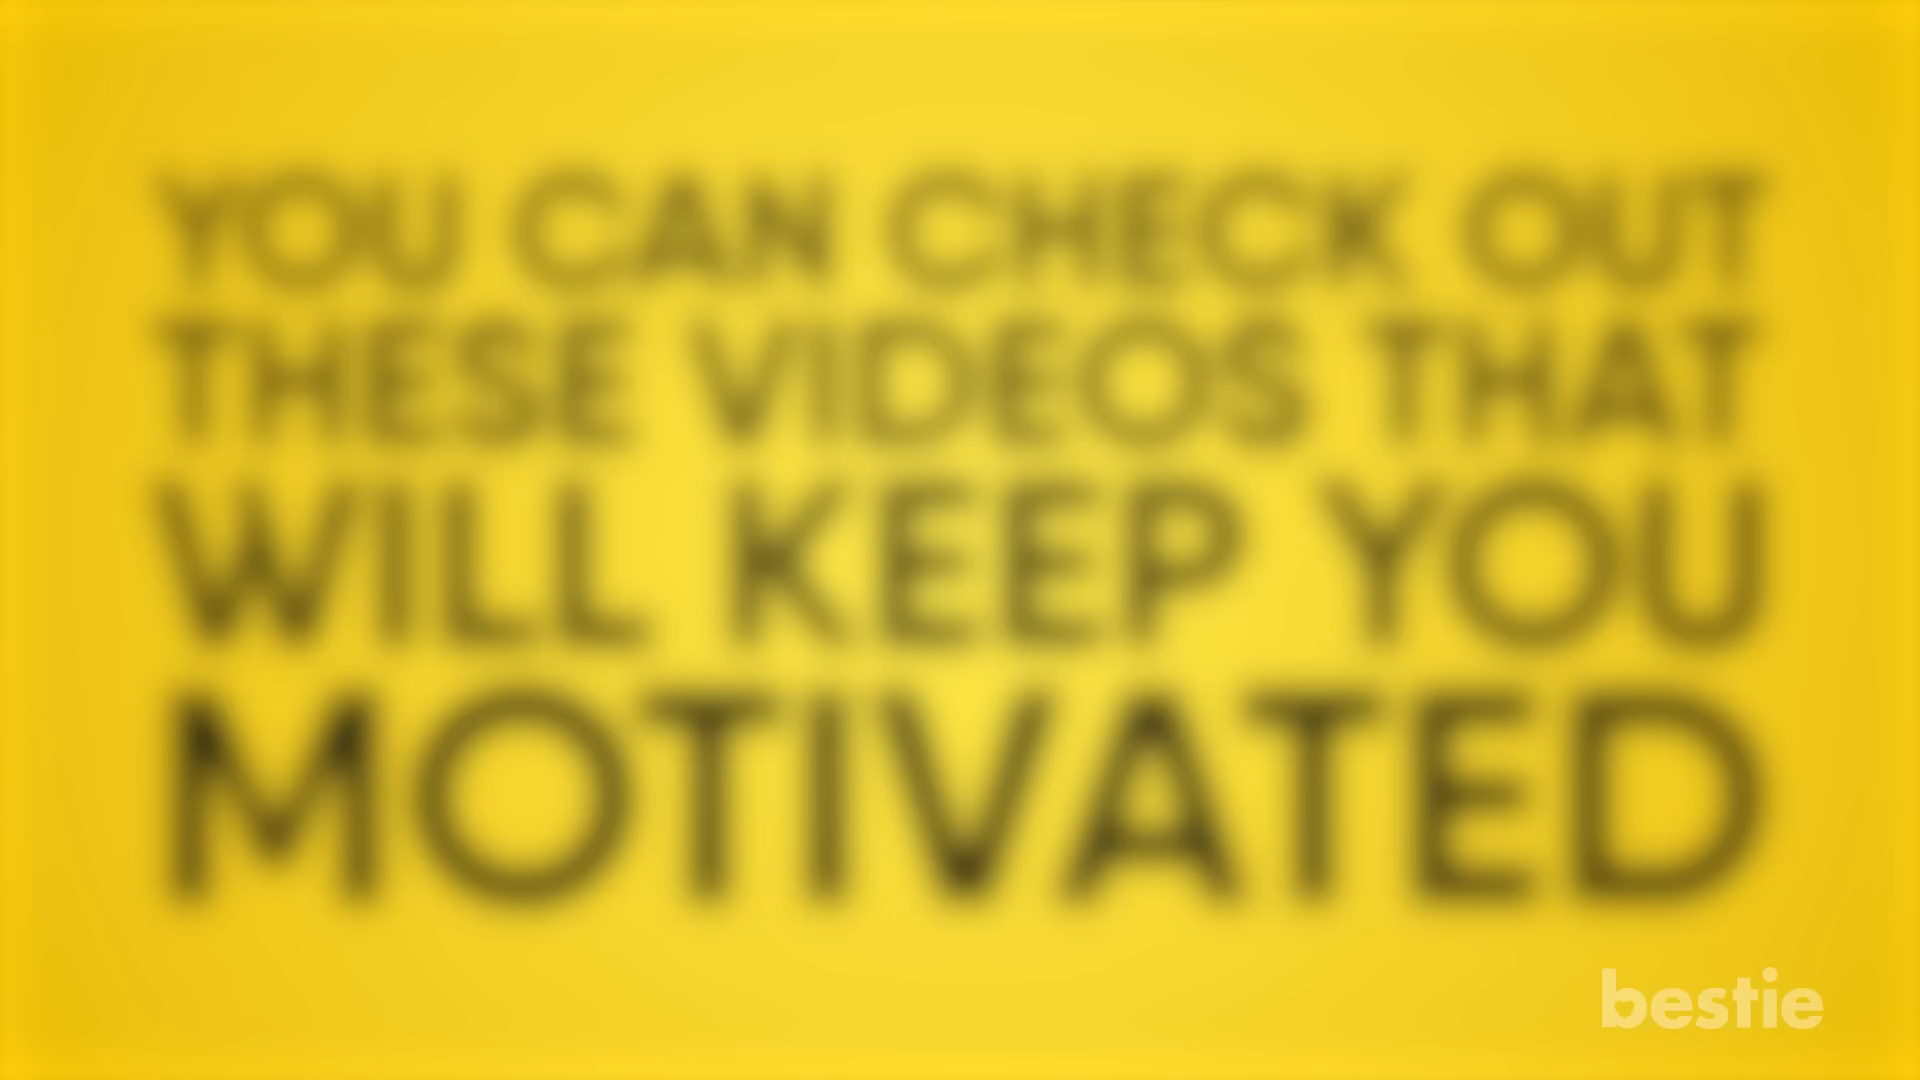 YOU CAN CHECK OUT
THESE VIDEOS THAT
WILL KEEP YOU
MOTIVATED
bestie